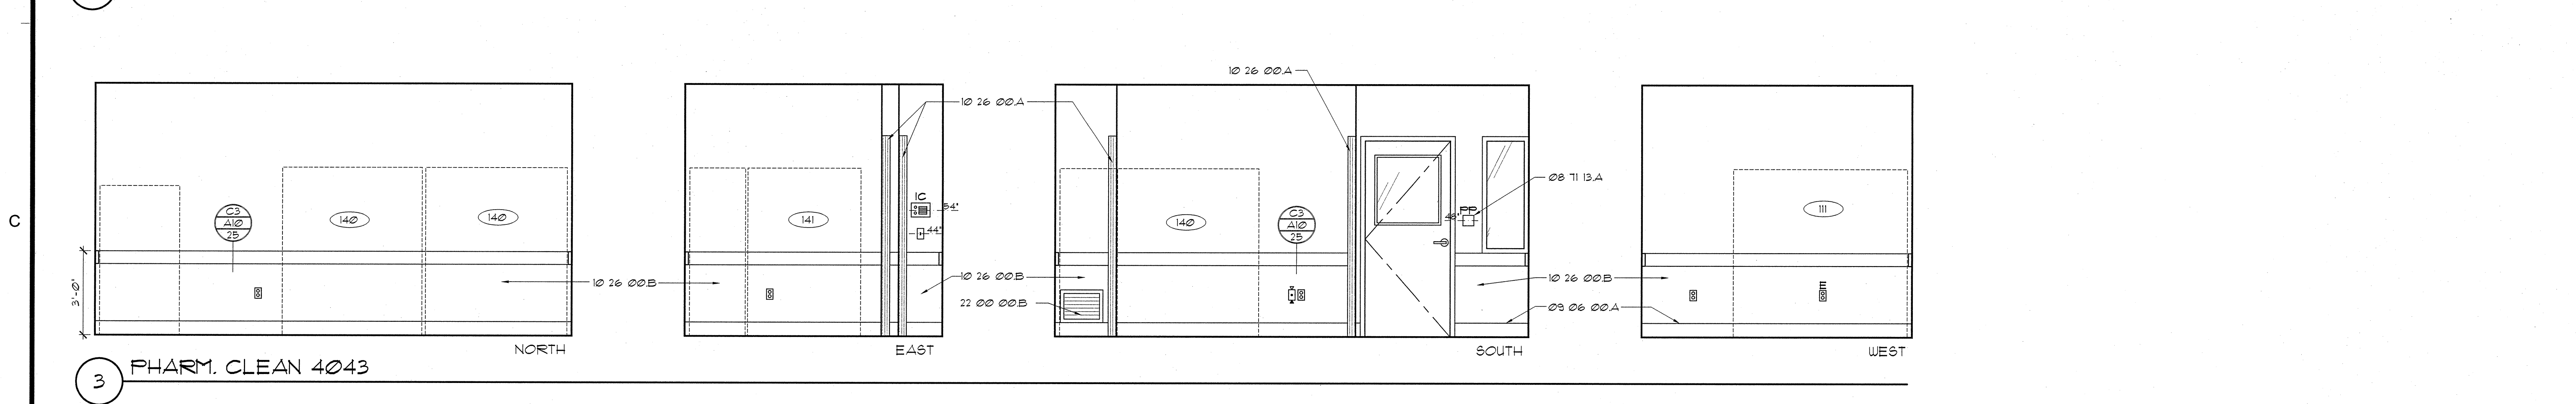 C
3'-0"
C3
A10
25
140
140
10 26 00.B
NORTH
141
IC
54"
44"
10 26 00.A
10 26 00.B
22 00 00.B
EAST
10 26 00.A
140
C3
A10
25
48"
PP
08 71 13.A
10 26 00.B
09 06 00.A
SOUTH
111
E
WEST
3
PHARM. CLEAN 4043